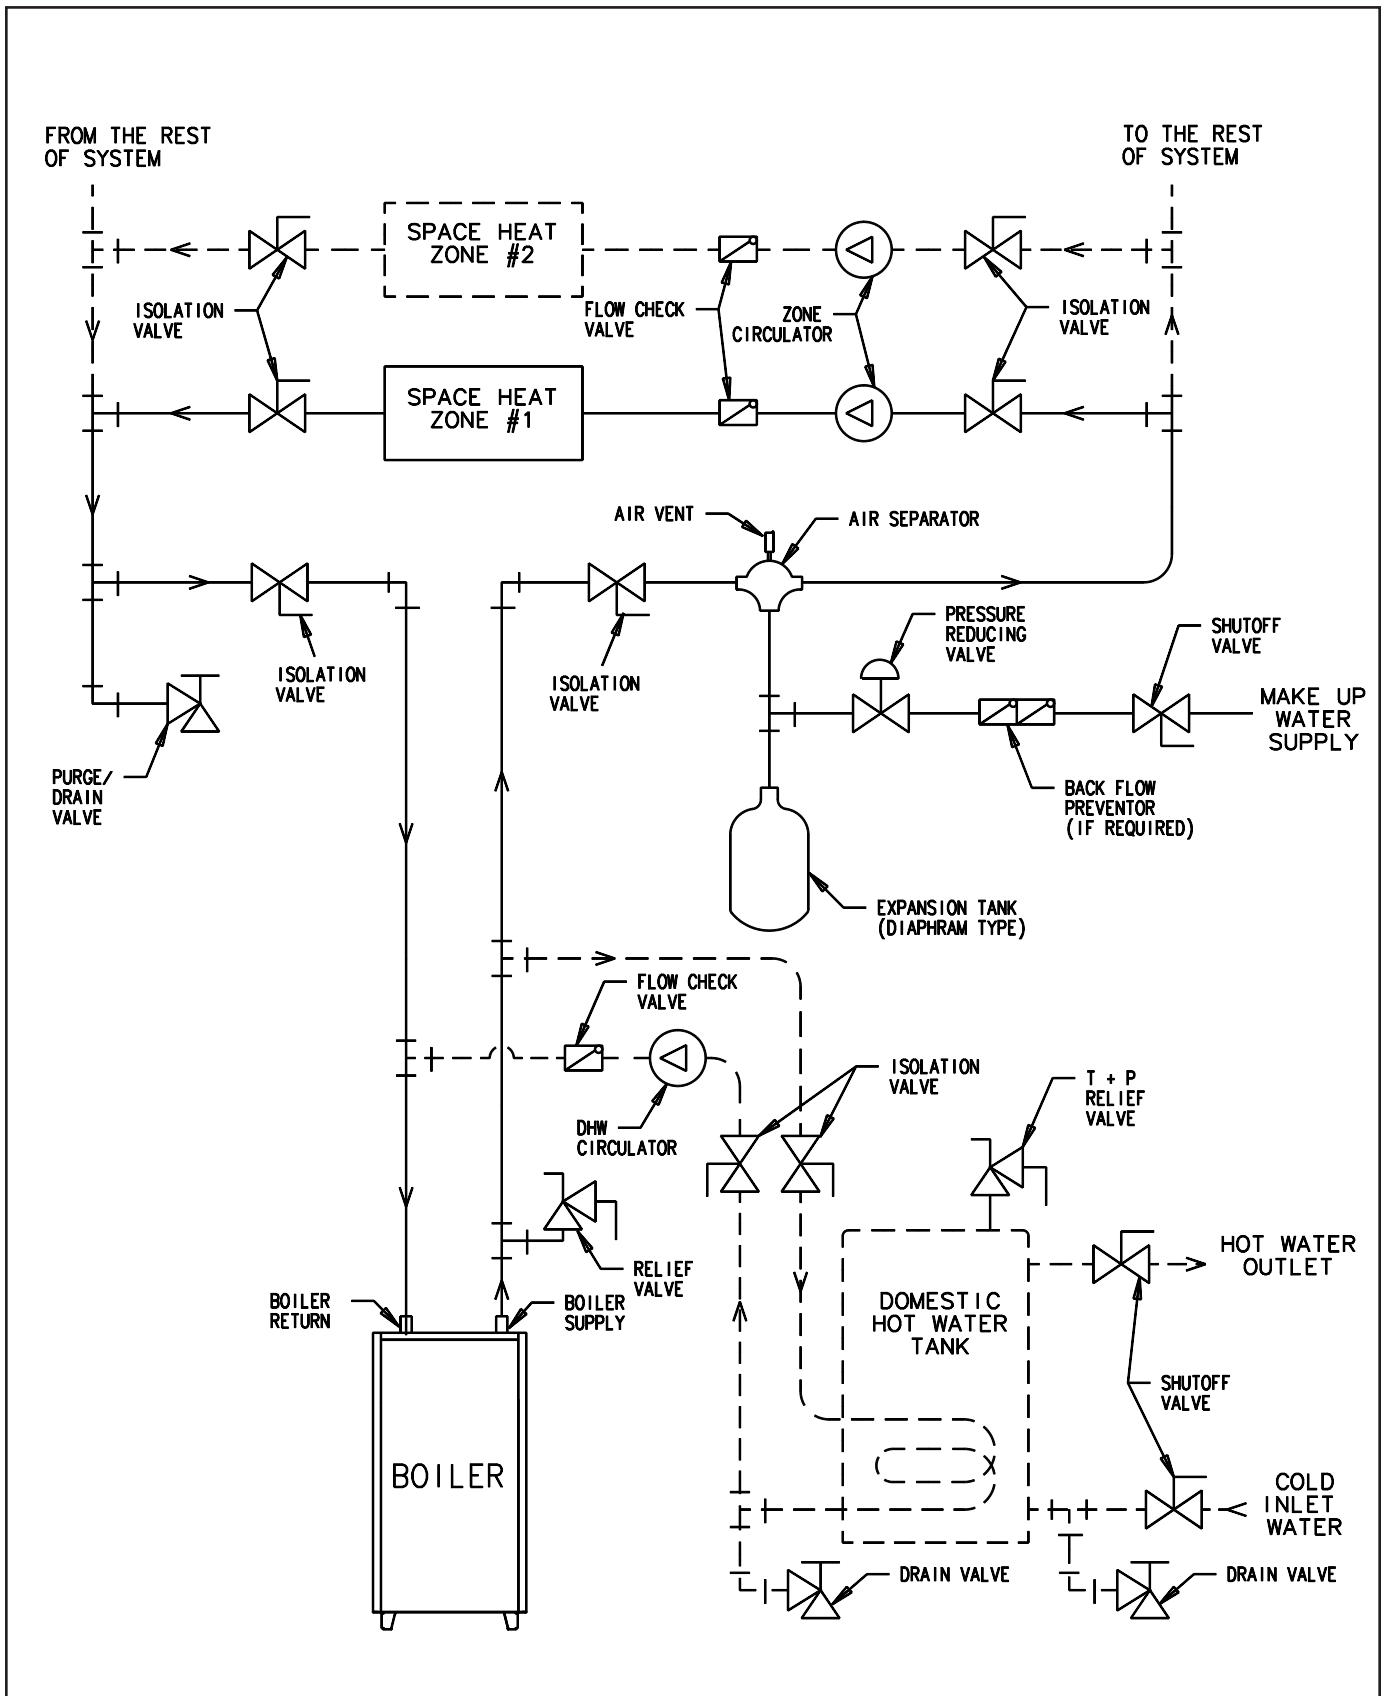 FROM THE REST
OF SYSTEM
TO THE REST
OF SYSTEM
SPACE HEAT
ZONE #2
ISOLATION
VALVE
FLOW CHECK
VALVE
ZONE
CIRCULATOR
ISOLATION
VALVE
SPACE HEAT
ZONE #1
AIR VENT
AIR SEPARATOR
PRESSURE
REDUCING
VALVE
SHUTOFF
VALVE
ISOLATION
VALVE
ISOLATION
VALVE
MAKE UP
WATER
SUPPLY
PURGE/
DRAIN
VALVE
BACK FLOW
PREVENTOR
(IF REQUIRED)
EXPANSION TANK
(DIAPHRAM TYPE)
FLOW CHECK
VALVE
ISOLATION
VALVE
T + P
RELIEF
VALVE
DHW
CIRCULATOR
RELIEF
VALVE
HOT WATER
OUTLET
BOILER
RETURN
BOILER
SUPPLY
DOMESTIC
HOT WATER
TANK
SHUTOFF
VALVE
BOILER
COLD
INLET
WATER
DRAIN VALVE
DRAIN VALVE